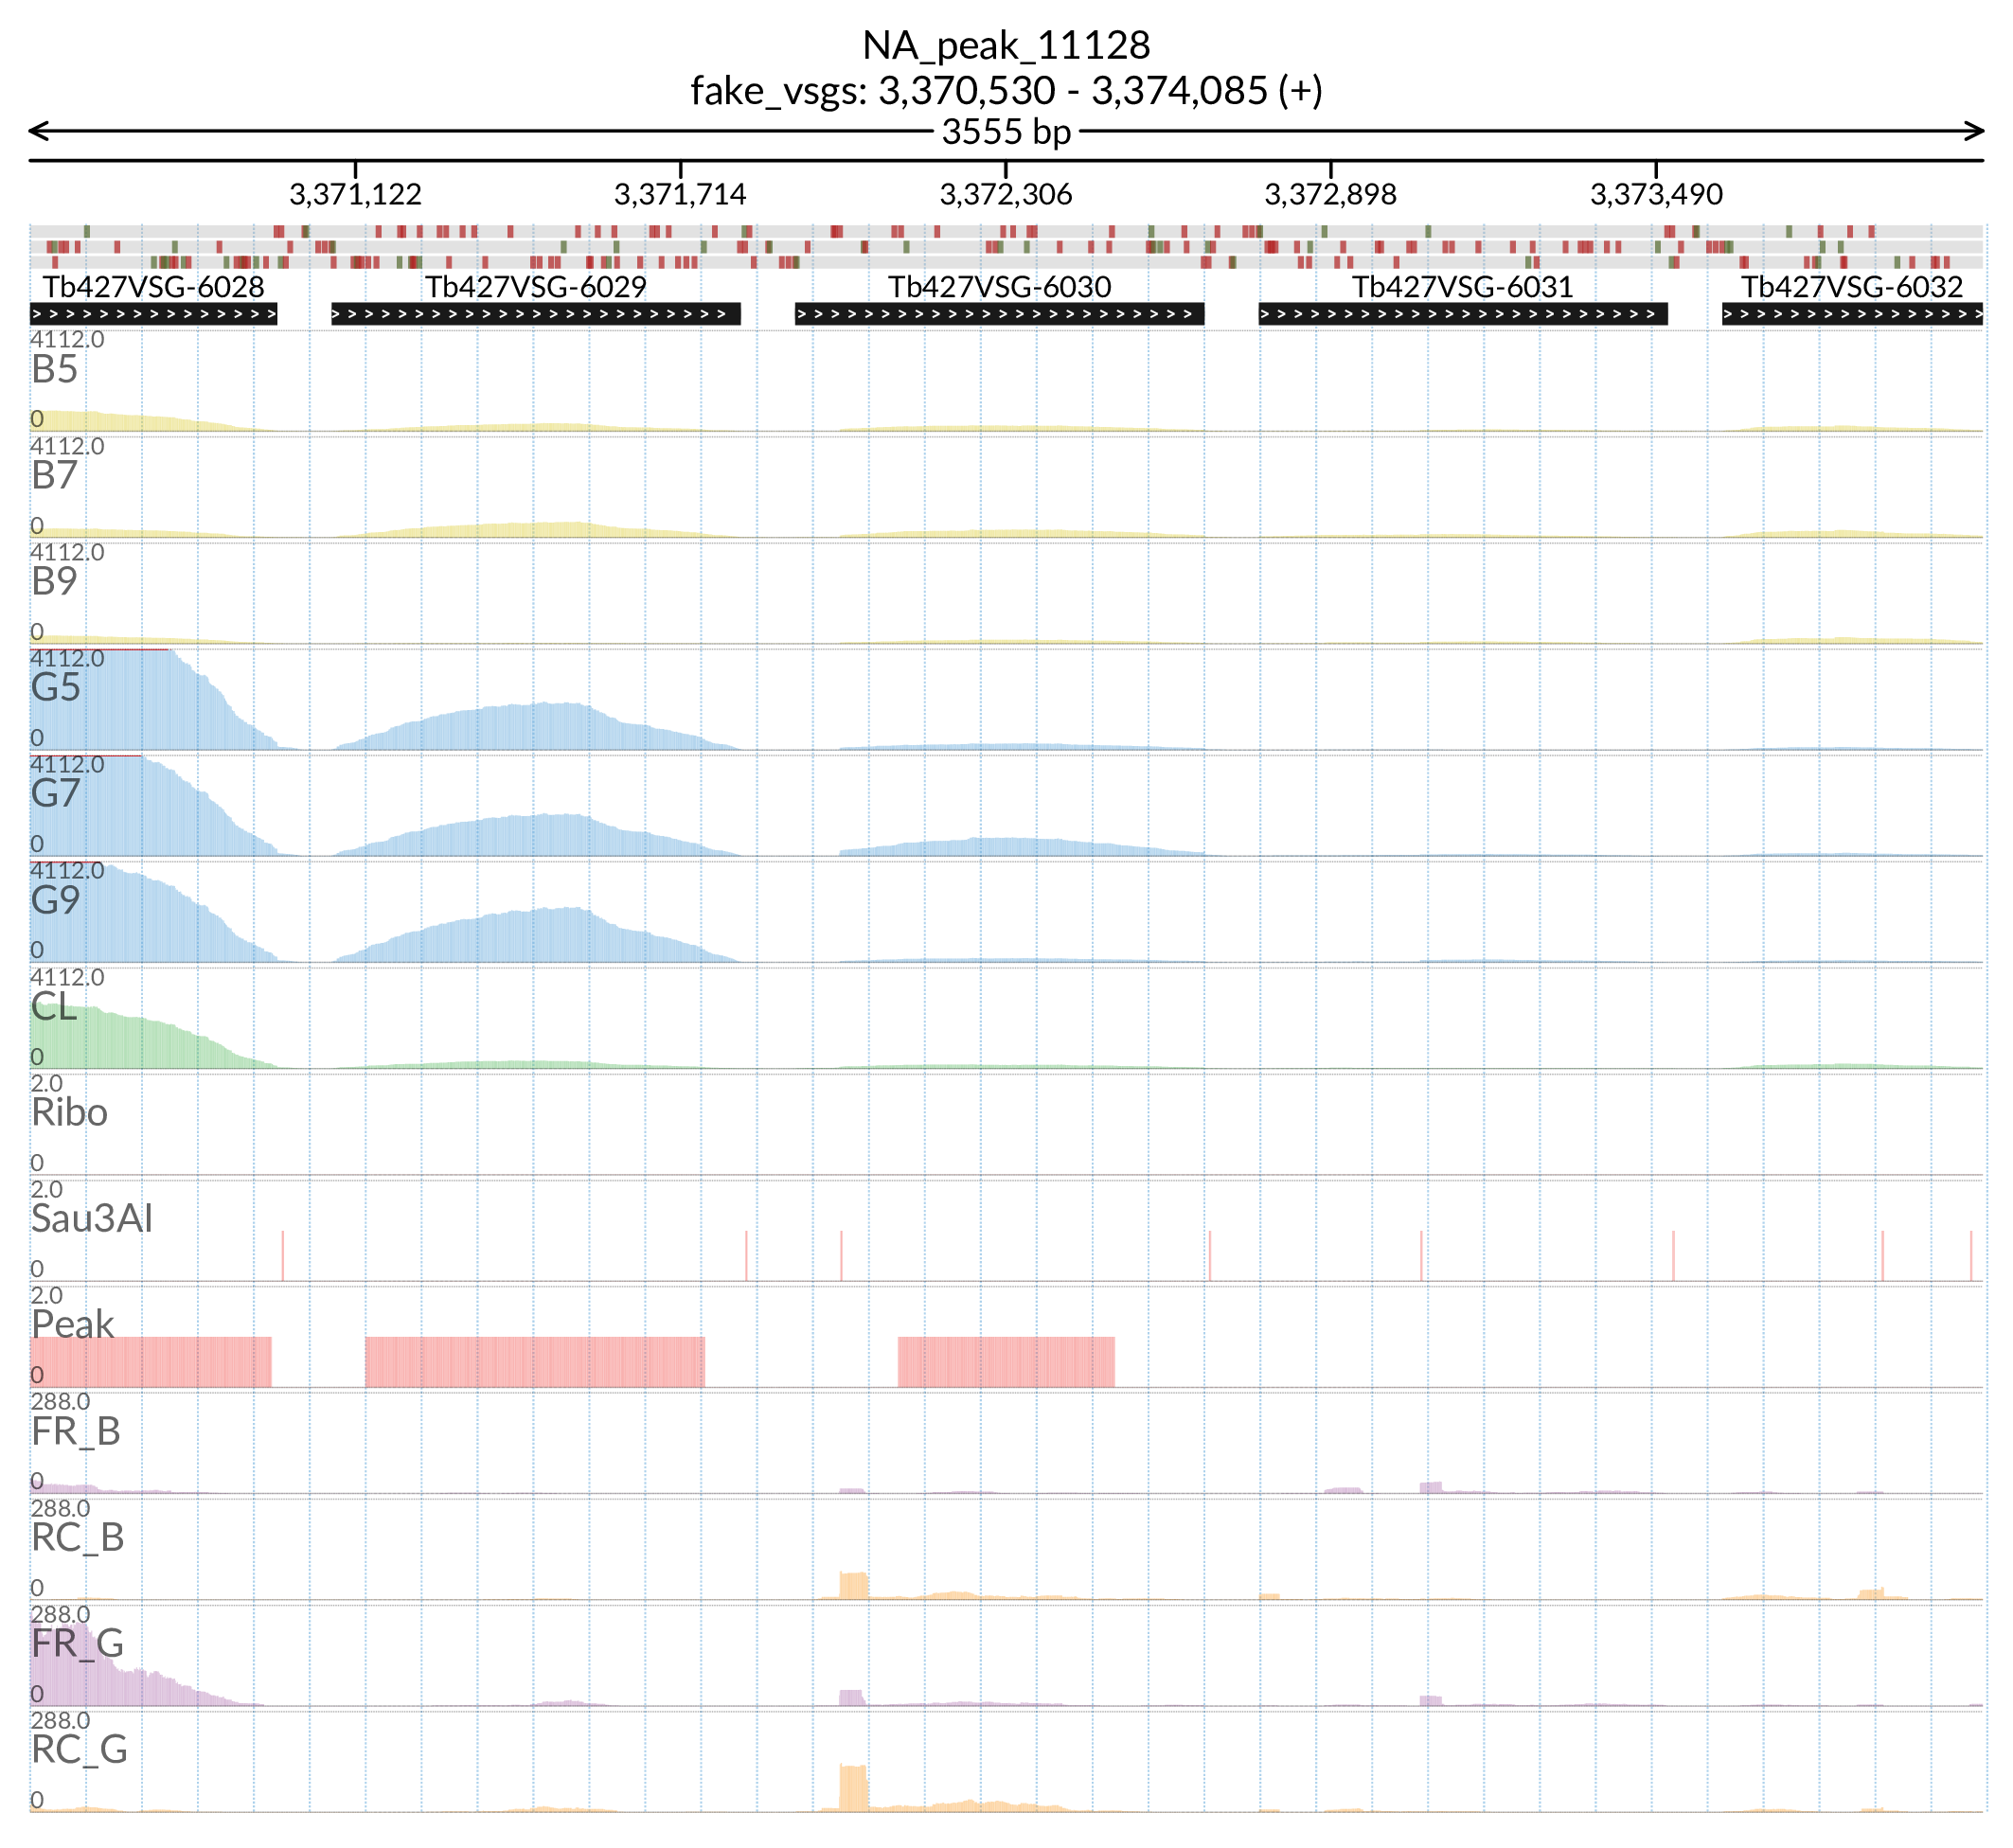 NA_peak_11128
fake_vsgs: 3,370,530 - 3,374,085 (+)
3555 bp
3,371,122 3,371,714 3,372,306 3,372,898 3,373,490
Tb427VSG-6028 Tb427VSG-6029 Tb427VSG-6030 Tb427VSG-6031 Tb427VSG-6032
4112.0
B5
0
4112.0
B7
0
4112.0
B9
0
4112.0
G5
0
4112.0
G7
0
4112.0
G9
0
4112.0
CL
0
2.0
Ribo
0
2.0
Sau3AI
0
2.0
Peak
0
288.0
FR_B
0
288.0
RC_B
0
288.0
FR_G
0
288.0
RC_G
0